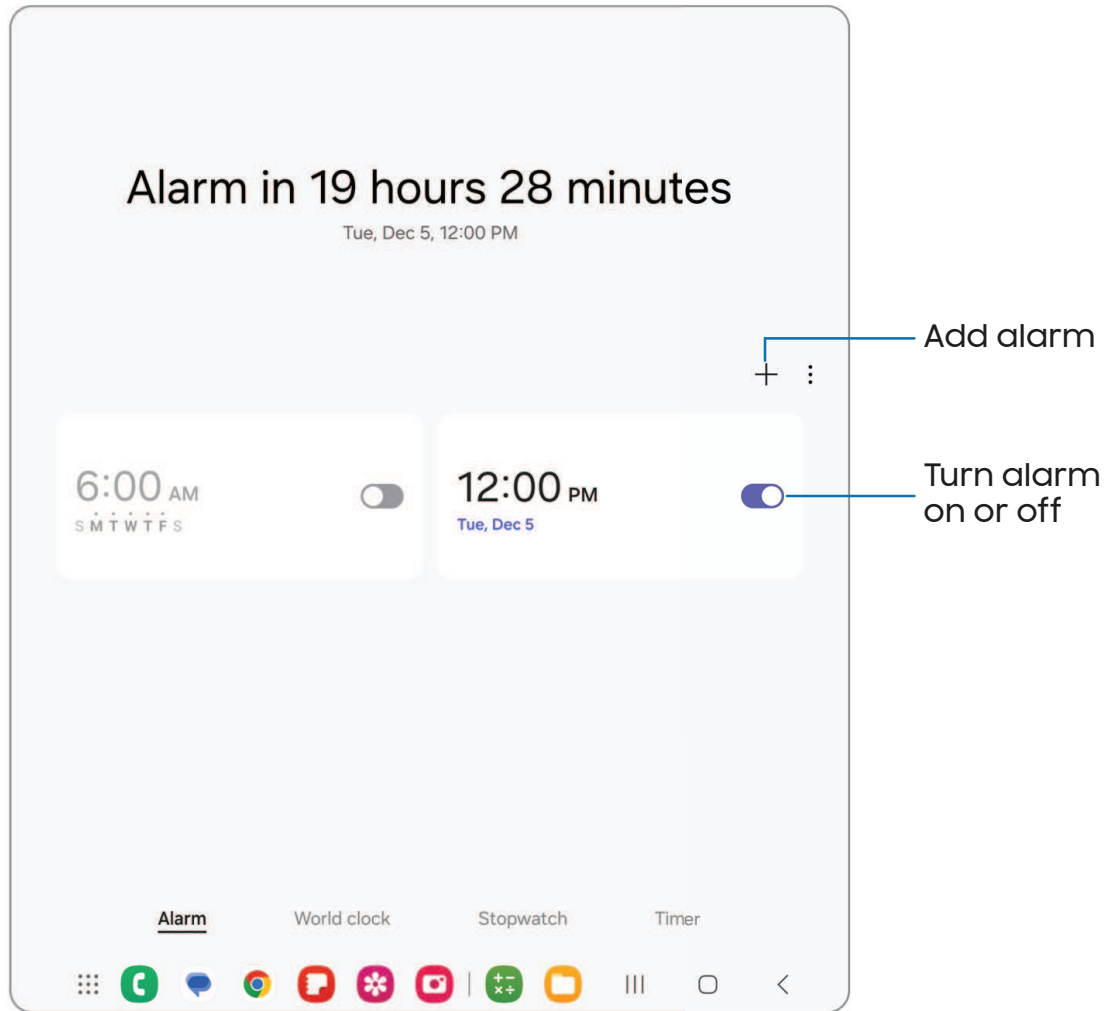 Alarm in 19 hours 28 minutes
Tue, Dec 5, 12:00 PM
Add alarm
6:00 AM
S M T W T F S
12:00 PM
Tue, Dec 5
Turn alarm
on or off
Alarm World clock Stopwatch Timer